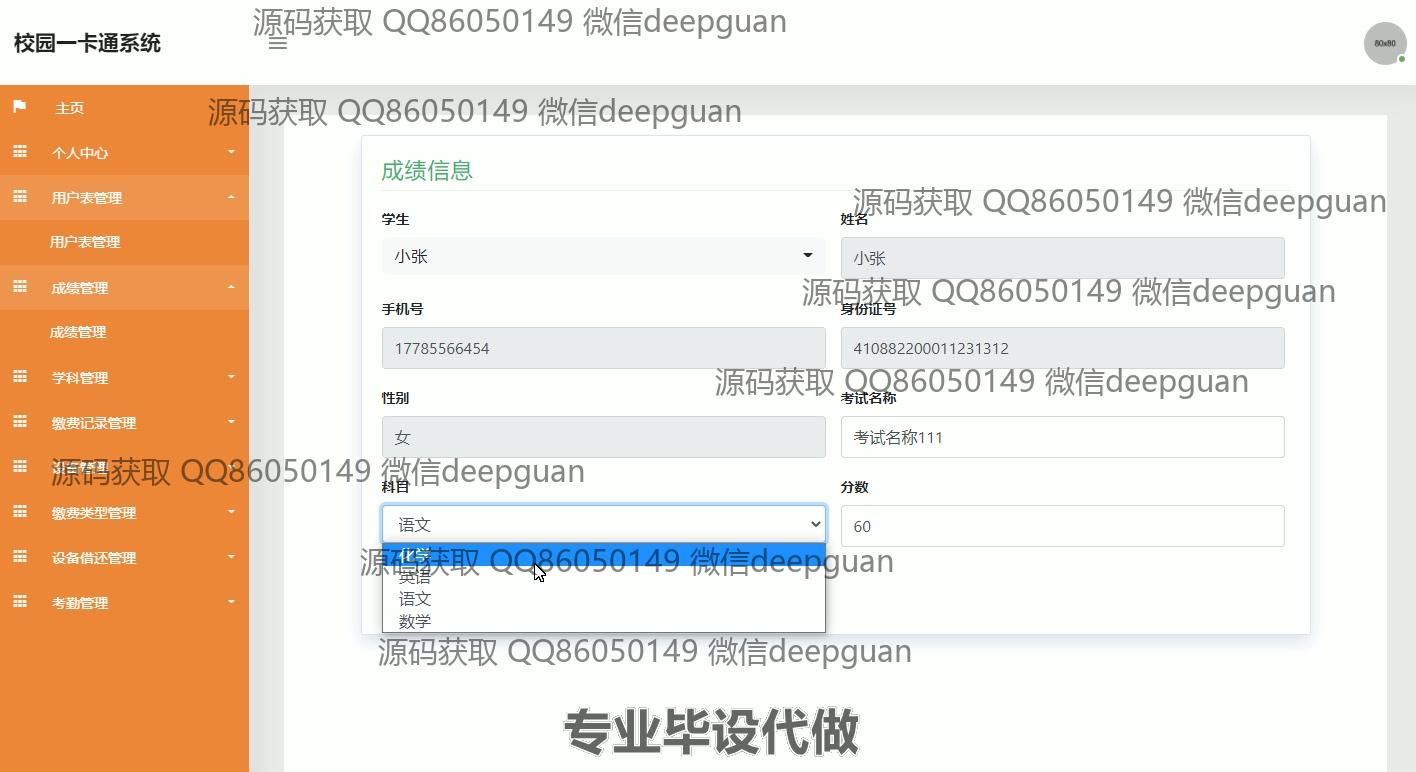 源码获取 QQ86050149 微信deepguan
校园一卡通系统
80x80
主页
源码获取 QQ86050149 微信deepguan
个人中心
用户表管理
用户表管理
成绩管理
成绩管理
学科管理
缴费记录管理
缴费类型管理
设备借还管理
考勤管理
成绩信息
源码获取 QQ86050149 微信deepguan
学生
小张
姓名
小张
源码获取 QQ86050149 微信deepguan
手机号
17785566454
身份证号
410882200011231312
源码获取 QQ86050149 微信deepguan
性别
女
考试名称
考试名称111
源码获取 QQ86050149 微信deepguan
科目
语文
分数
60
化学
源码获取 QQ86050149 微信deepguan
英语
语文
数学
源码获取 QQ86050149 微信deepguan
专业毕设代做